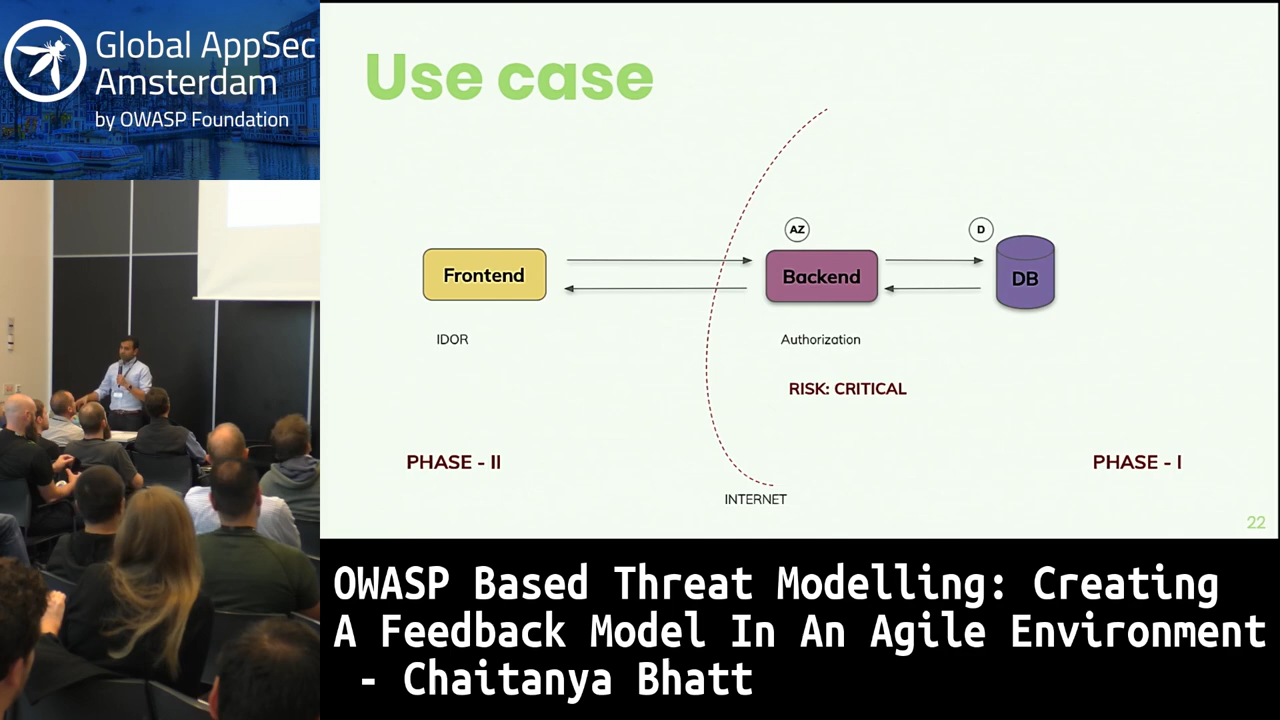 Global AppSec
Amsterdam
by OWASP Foundation
Use case
AZ
D
Frontend
Backend
DB
IDOR
Authorization
RISK: CRITICAL
PHASE - II
PHASE - I
INTERNET
22
OWASP Based Threat Modelling: Creating
A Feedback Model In An Agile Environment
- Chaitanya Bhatt